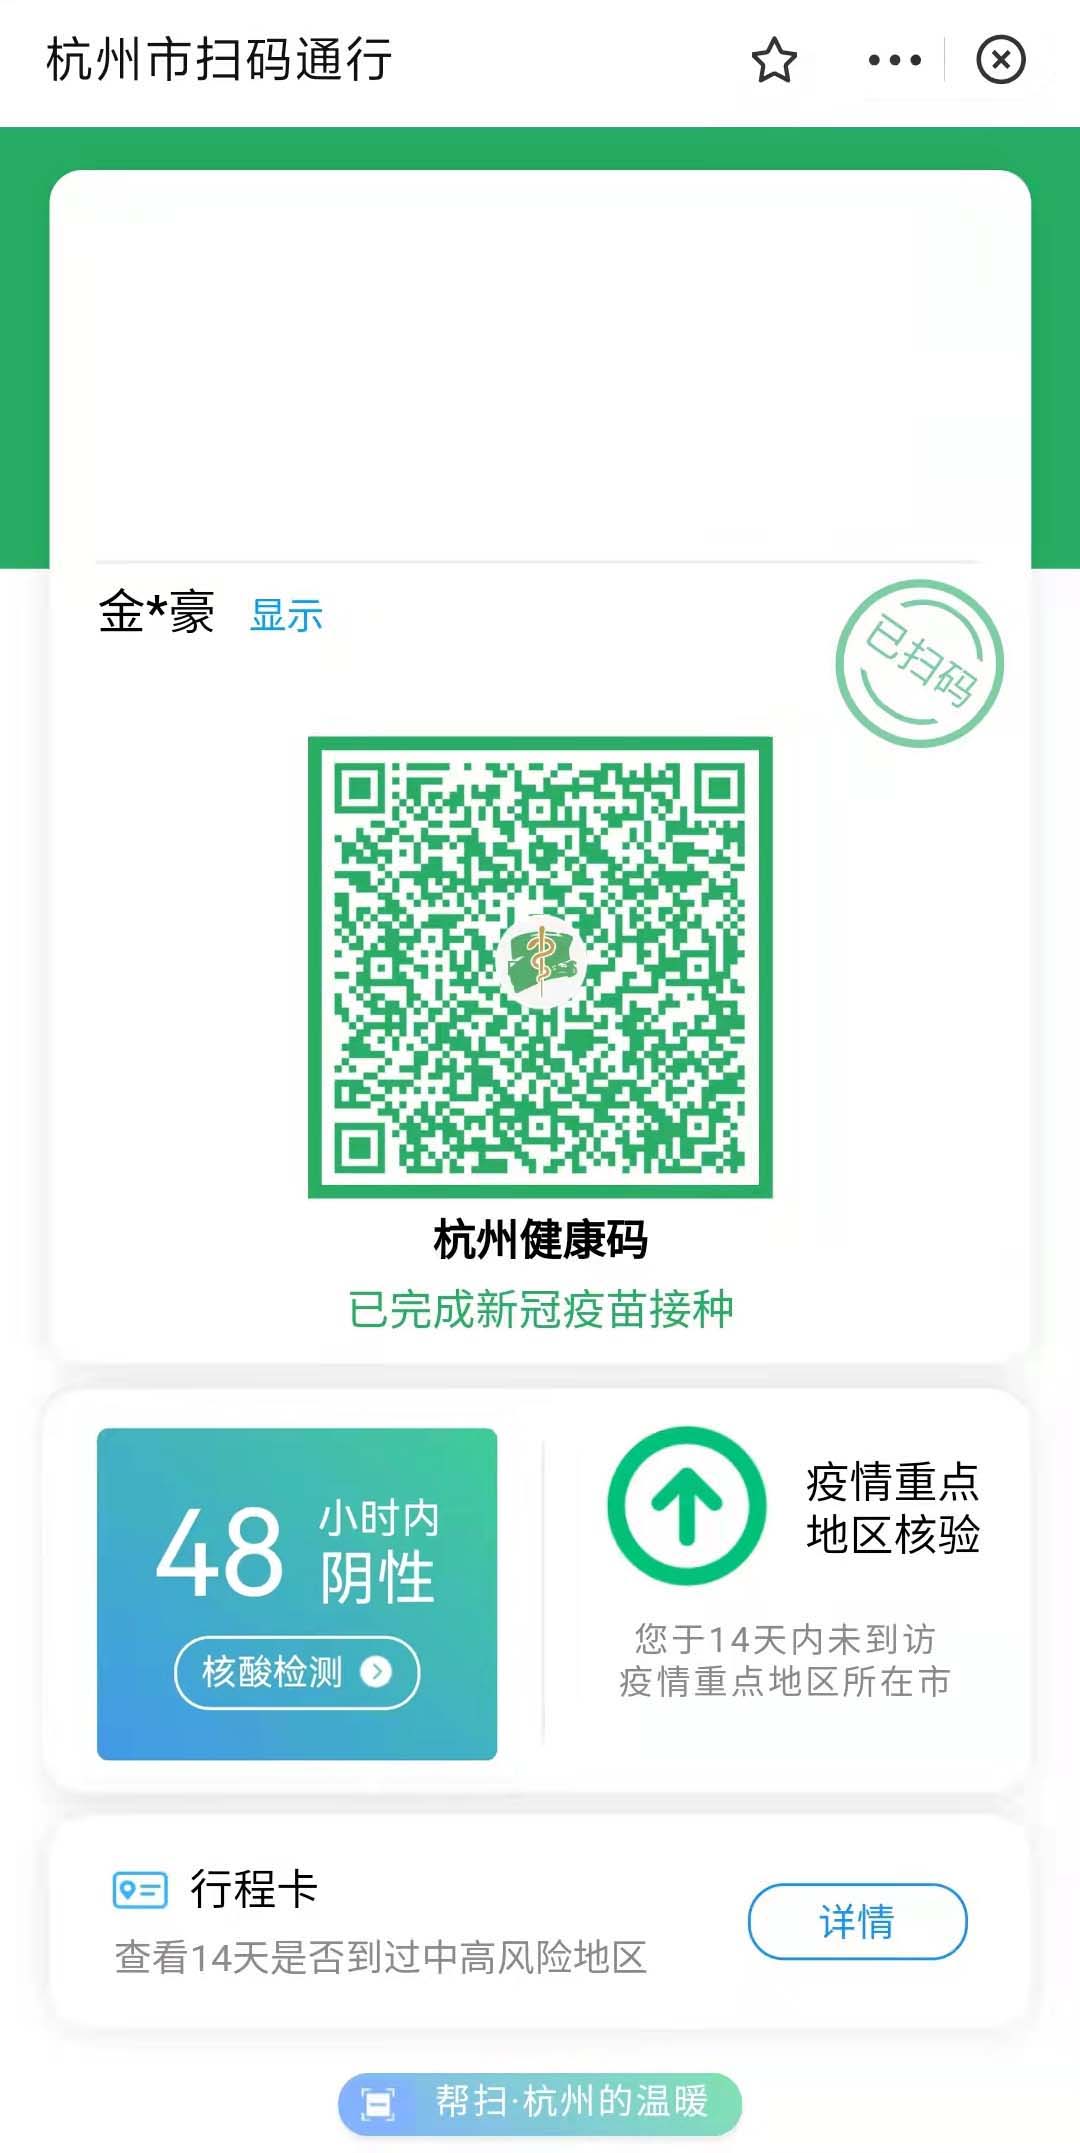 杭州市扫码通行
金*豪 显示
已扫码
杭州健康码
已完成新冠疫苗接种
48 小时内
阴性
核酸检测
疫情重点
地区核验
您于14天内未到访
疫情重点地区所在市
行程卡
查看14天是否到过中高风险地区
详情
帮扫·杭州的温暖